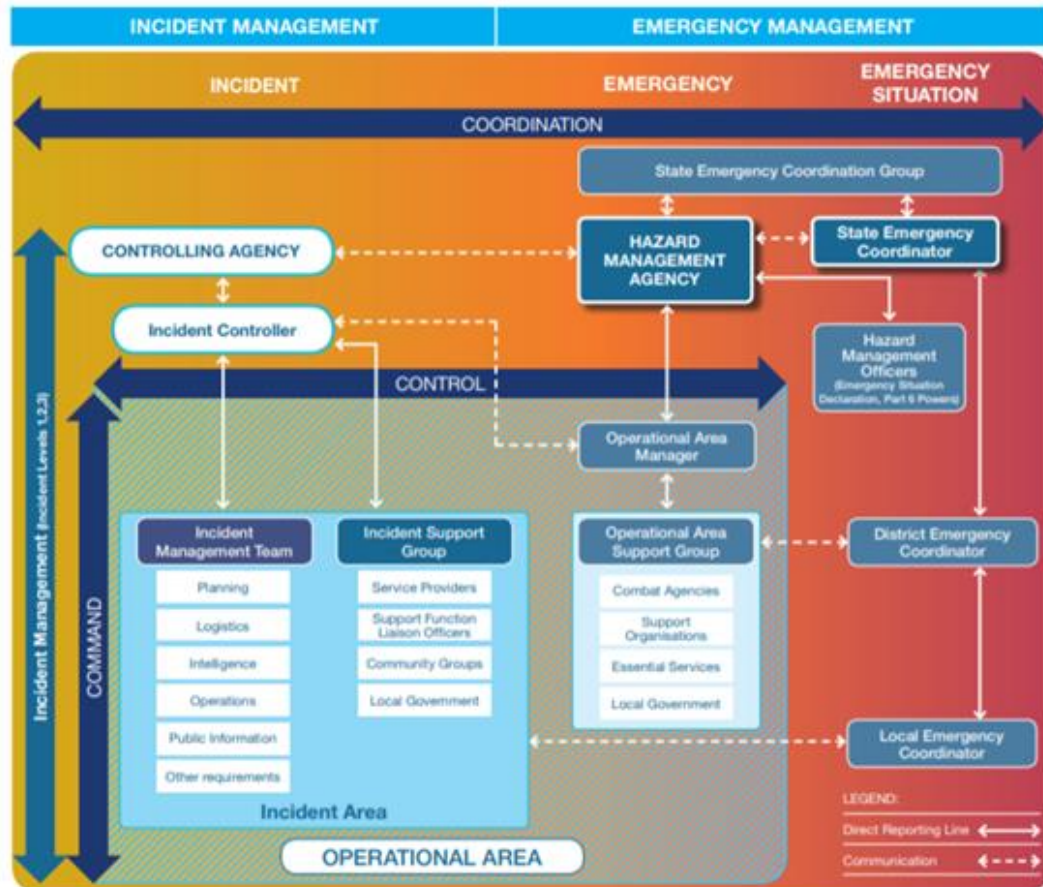 INCIDENT MANAGEMENT
EMERGENCY MANAGEMENT
INCIDENT
EMERGENCY
EMERGENCY
SITUATION
COORDINATION
State Emergency Coordination Group
CONTROLLING AGENCY
HAZARD
MANAGEMENT
AGENCY
State Emergency
Coordinator
Incident Controller
Hazard
Management
Officers
(Emergency Situation
Declaration, Part 6 Powers)
CONTROL
Operational Area
Manager
Incident Management (Incident Levels 1,2,3)
COMMAND
Incident
Management Team
Planning
Logistics
Intelligence
Operations
Public Information
Other requirements
Incident Support
Group
Service Providers
Support Function
Liaison Officers
Community Groups
Local Government
Operational Area
Support Group
Combat Agencies
Support
Organisations
Essential Services
Local Government
District Emergency
Coordinator
Local Emergency
Coordinator
Incident Area
OPERATIONAL AREA
LEGEND:
Direct Reporting Line
Communication